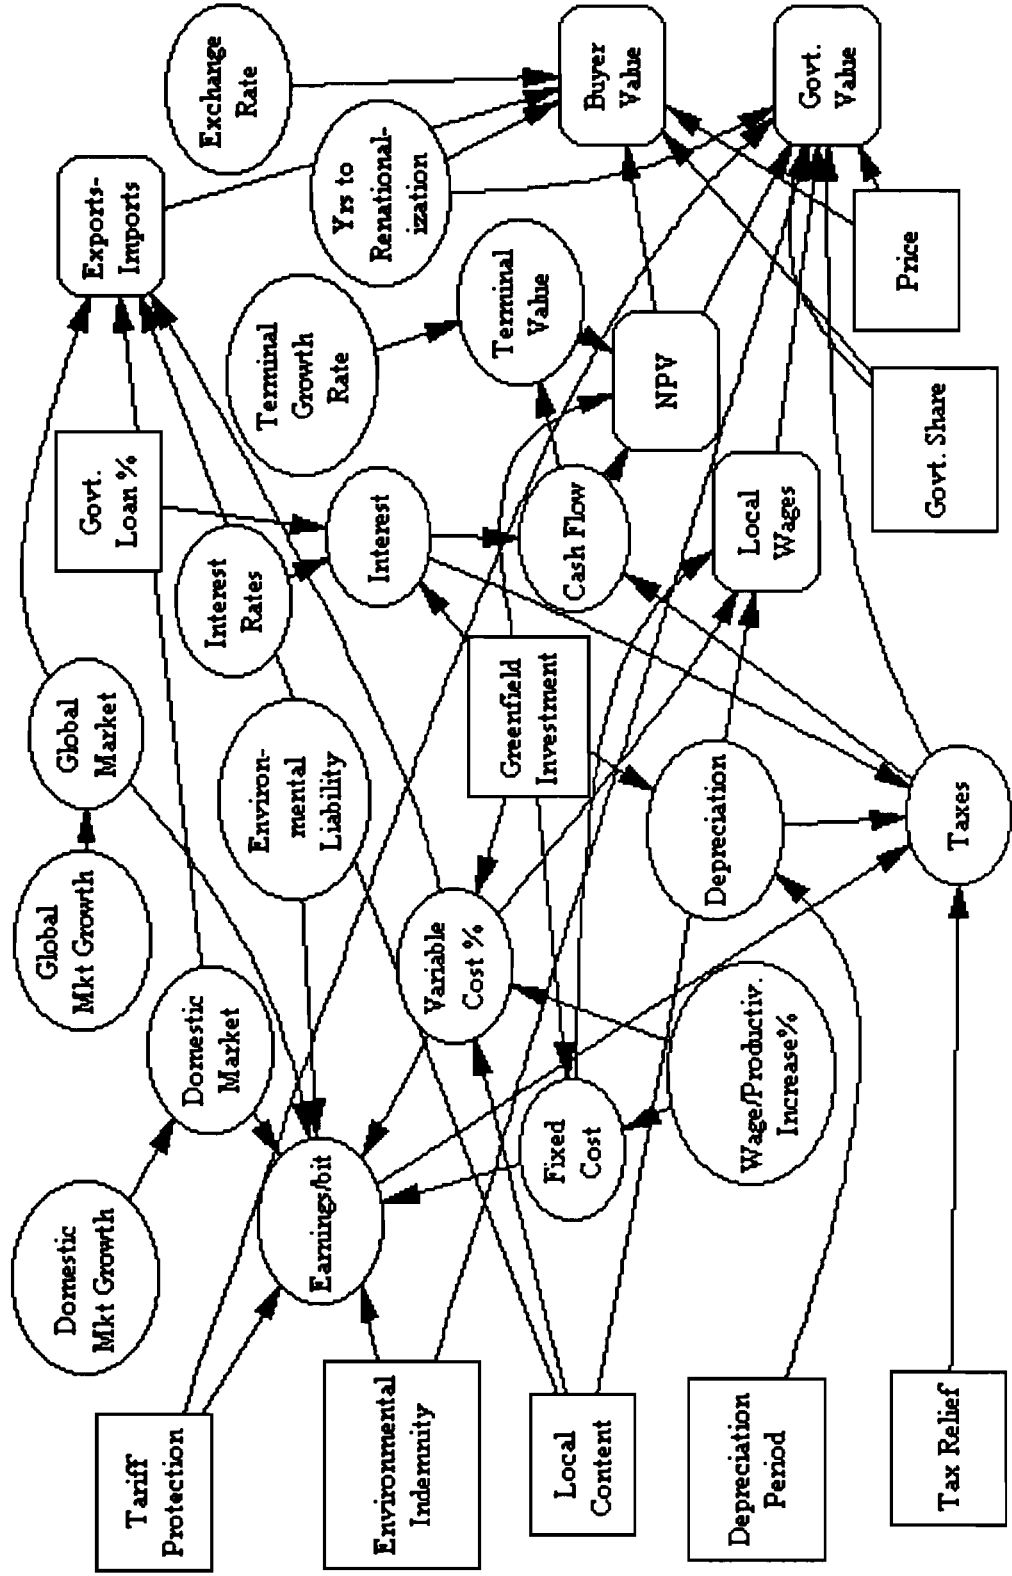 Tariff
Protection
Environmental
Indemnity
Local
Content
Depreciation
Period
Tax Relief
Domestic
Mkt Growth
Domestic
Market
Earnings/bit
Fixed
Cost
Wage/Productiv.
Increase%
Global
Mkt Growth
Global
Market
Environ-
mental
Liability
Variable
Cost %
Depreciation
Taxes
Greenfield
Investment
Interest
Rates
Govt.
Loan %
Interest
Cash Flow
Local
Wages
Govt. Share
Terminal
Growth
Rate
Terminal
Value
NPV
Price
Exports-
Imports
Yrs to
Renational-
ization
Exchange
Rate
Buyer
Value
Govt.
Value